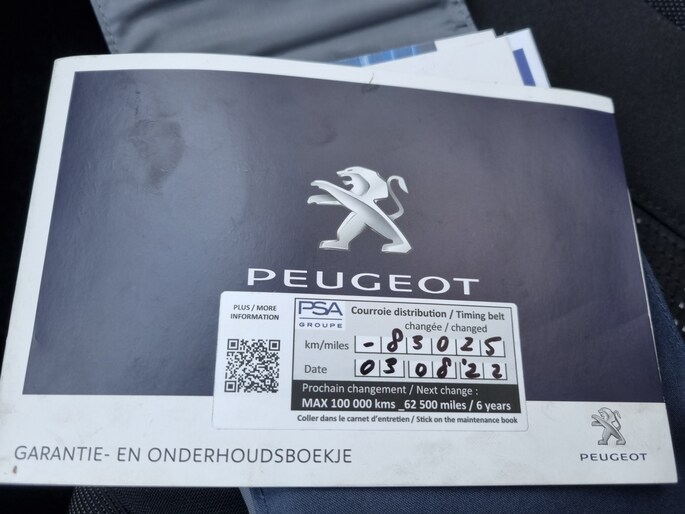 PEUGEOT
PLUS / MORE
INFORMATION
PSA
GROUPE
Courroie distribution / Timing belt
changée / changed
km/miles - 83025
Date 030822
Prochain changement / Next change :
MAX 100 000 kms _62 500 miles / 6 years
Coller dans le carnet d'entretien / Stick on the maintenance book
GARANTIE- EN ONDERHOUDSBOEKJE
PEUGEOT